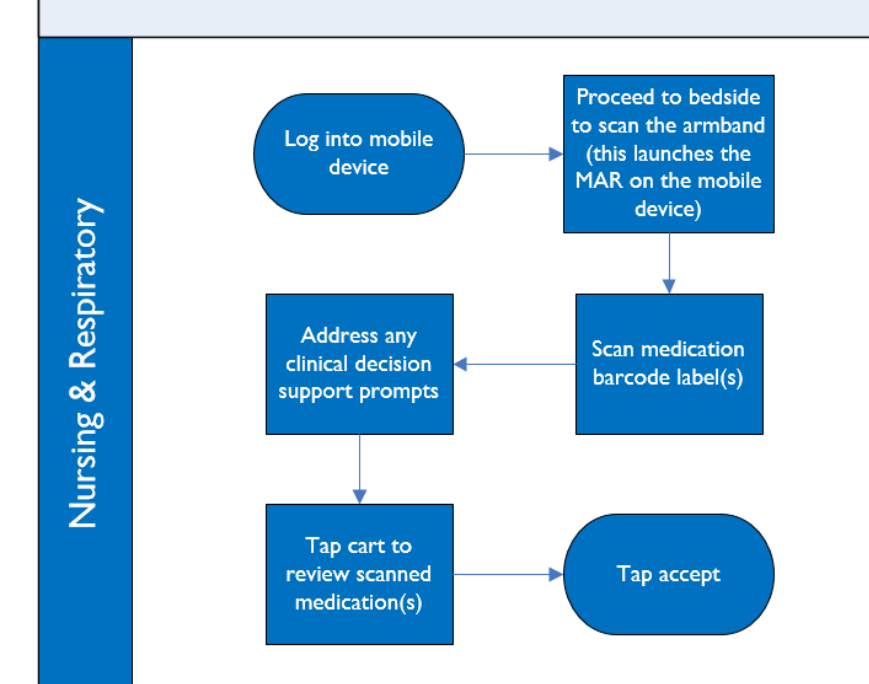 Nursing & Respiratory
Log into mobile
device
Proceed to bedside
to scan the armband
(this launches the
MAR on the mobile
device)
Scan medication
barcode label(s)
Address any
clinical decision
support prompts
Tap cart to
review scanned
medication(s)
Tap accept